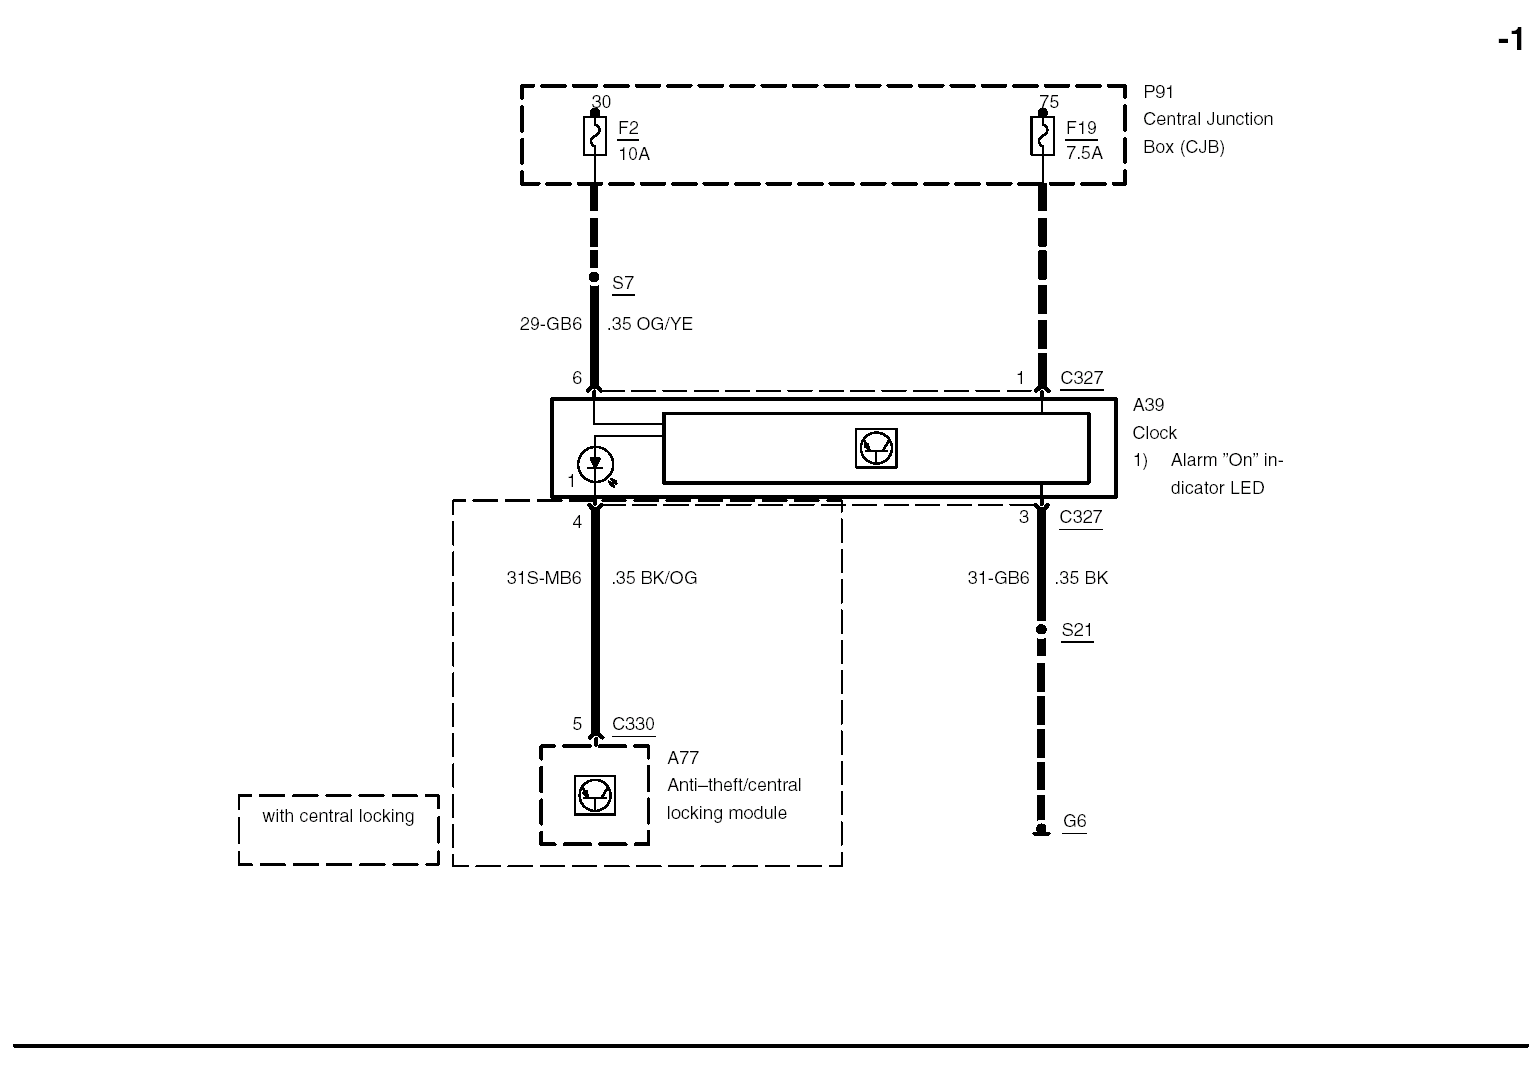 -1
30
75
P91
F2
F19
Central Junction
10A
7.5A
Box (CJB)
S7
29-GB6 .35 OG/YE
6
1
C327
A39
Clock
1) Alarm ”On” in-
dicator LED
1
4
3
C327
31S-MB6 .35 BK/OG
31-GB6 .35 BK
S21
5
C330
A77
Anti–theft/central
locking module
with central locking
G6